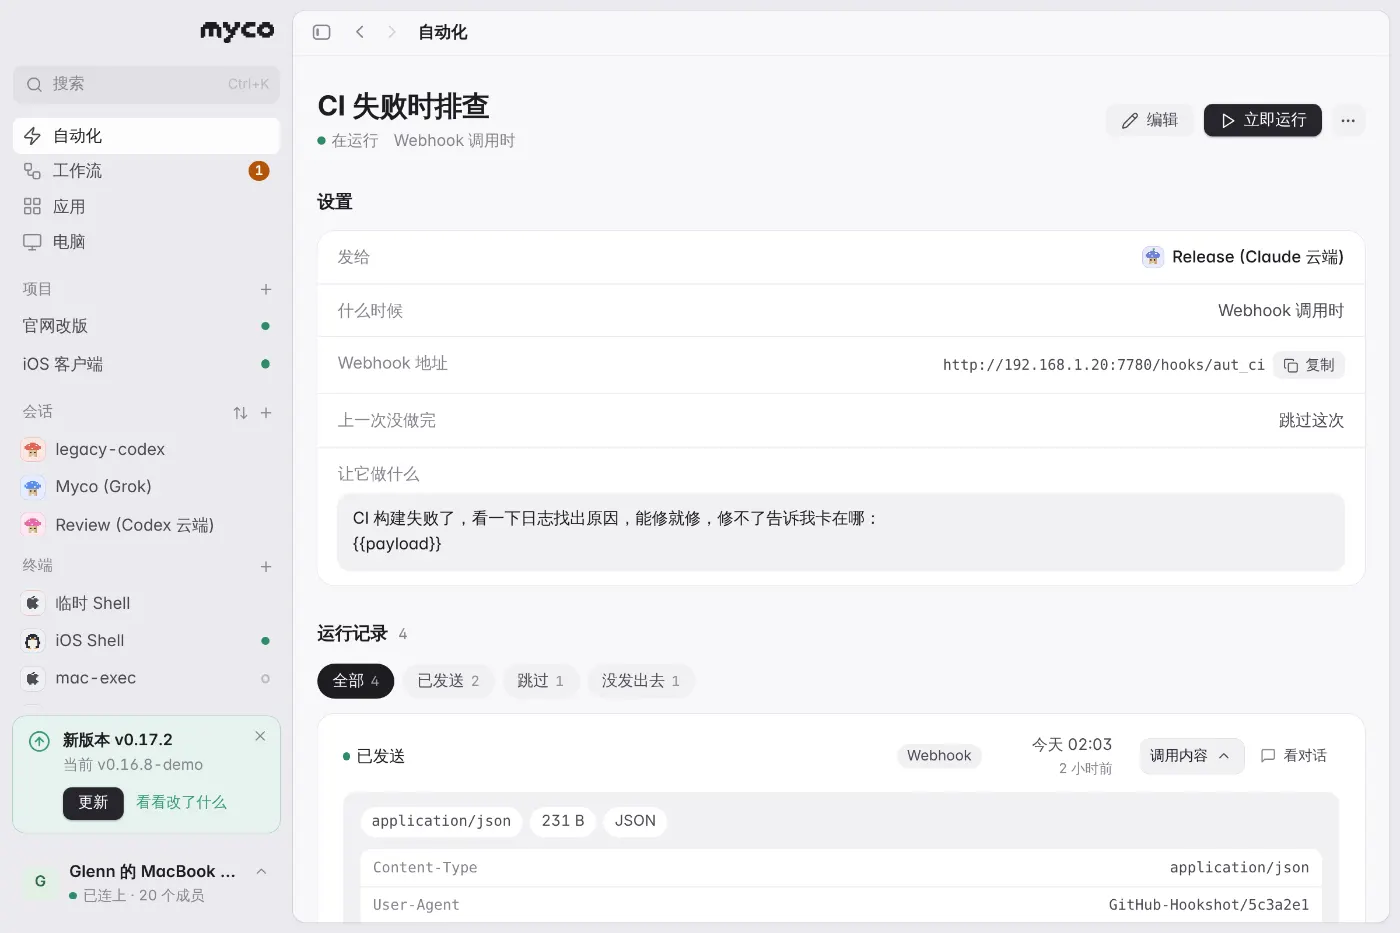 myco
搜索 Ctrl+K
自动化
工作流 1
应用
电脑
项目
官网改版
iOS 客户端
会话
legacy-codex
Myco (Grok)
Review (Codex 云端)
终端
临时 Shell
iOS Shell
mac-exec
新版本 v0.17.2
当前 v0.16.8-demo
更新 看看改了什么
G
Glenn 的 MacBook ...
已连上 · 20 个成员
自动化
CI 失败时排查
在运行 Webhook 调用时
编辑
立即运行
设置
发给 Release (Claude 云端)
什么时候 Webhook 调用时
Webhook 地址 http://192.168.1.20:7780/hooks/aut_ci 复制
上一次没做完 跳过这次
让它做什么
CI 构建失败了，看一下日志找出原因，能修就修，修不了告诉我卡在哪：
{{payload}}
运行记录 4
全部 4 已发送 2 跳过 1 没发出去 1
已发送 Webhook 今天 02:03 调用内容 看对话
2 小时前
application/json 231 B JSON
Content-Type application/json
User-Agent GitHub-Hookshot/5c3a2e1